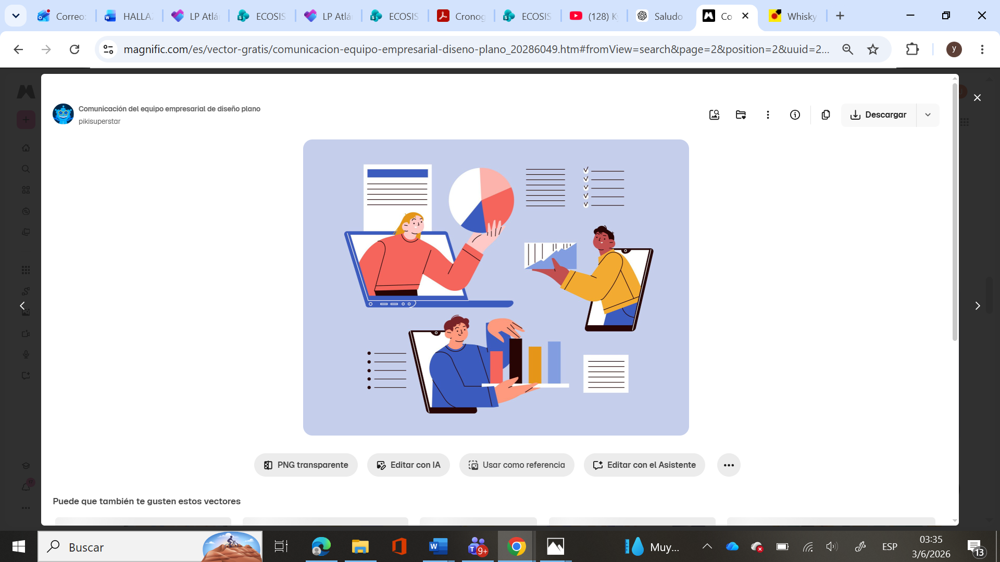 Correo
HALLA
LP Atlá
ECOSIS
LP Atlá
ECOSIS
Cronog
ECOSIS
(128) K
Saludo
Co
Whisky
magnific.com/es/vector-gratis/comunicacion-equipo-empresarial-diseno-plano_20286049.htm#fromView=search&page=2&position=2&uuid=2...
y
Comunicación del equipo empresarial de diseño plano
pikisuperstar
Descargar
PNG transparente
Editar con IA
Usar como referencia
Editar con el Asistente
Puede que también te gusten estos vectores
Buscar
9+
Muy...
ESP
03:35
3/6/2026
13